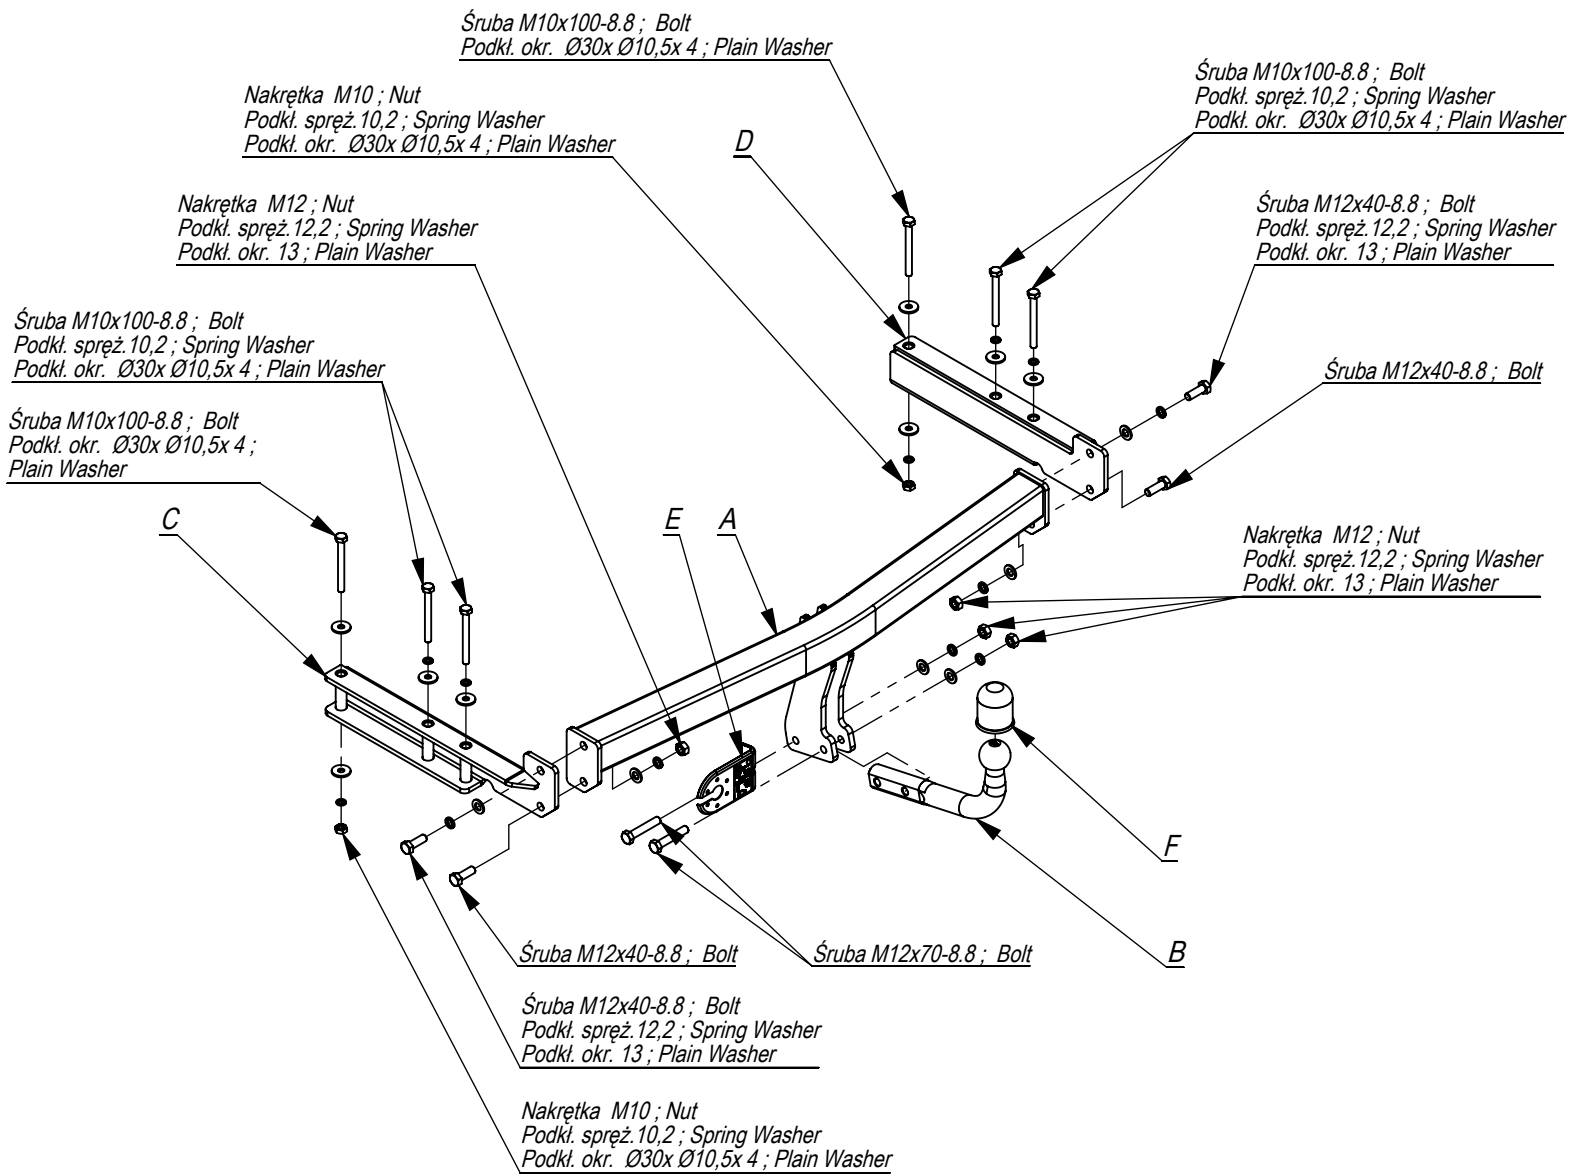 Śruba M10x100-8.8 ; Bolt
Podkł. okr. Ø30x Ø10,5x 4 ; Plain Washer
Śruba M10x100-8.8 ; Bolt
Podkł. spręż.10,2 ; Spring Washer
Podkł. okr. Ø30x Ø10,5x 4 ; Plain Washer
Nakrętka M10 ; Nut
Podkł. spręż.10,2 ; Spring Washer
Podkł. okr. Ø30x Ø10,5x 4 ; Plain Washer
D
Nakrętka M12 ; Nut
Podkł. spręż.12,2 ; Spring Washer
Podkł. okr. 13 ; Plain Washer
Śruba M12x40-8.8 ; Bolt
Podkł. spręż.12,2 ; Spring Washer
Podkł. okr. 13 ; Plain Washer
Śruba M10x100-8.8 ; Bolt
Podkł. spręż.10,2 ; Spring Washer
Podkł. okr. Ø30x Ø10,5x 4 ; Plain Washer
Śruba M12x40-8.8 ; Bolt
Śruba M10x100-8.8 ; Bolt
Podkł. okr. Ø30x Ø10,5x 4 ;
Plain Washer
C
E
A
Nakrętka M12 ; Nut
Podkł. spręż.12,2 ; Spring Washer
Podkł. okr. 13 ; Plain Washer
F
B
Śruba M12x40-8.8 ; Bolt
Śruba M12x70-8.8 ; Bolt
Śruba M12x40-8.8 ; Bolt
Podkł. spręż.12,2 ; Spring Washer
Podkł. okr. 13 ; Plain Washer
Nakrętka M10 ; Nut
Podkł. spręż.10,2 ; Spring Washer
Podkł. okr. Ø30x Ø10,5x 4 ; Plain Washer